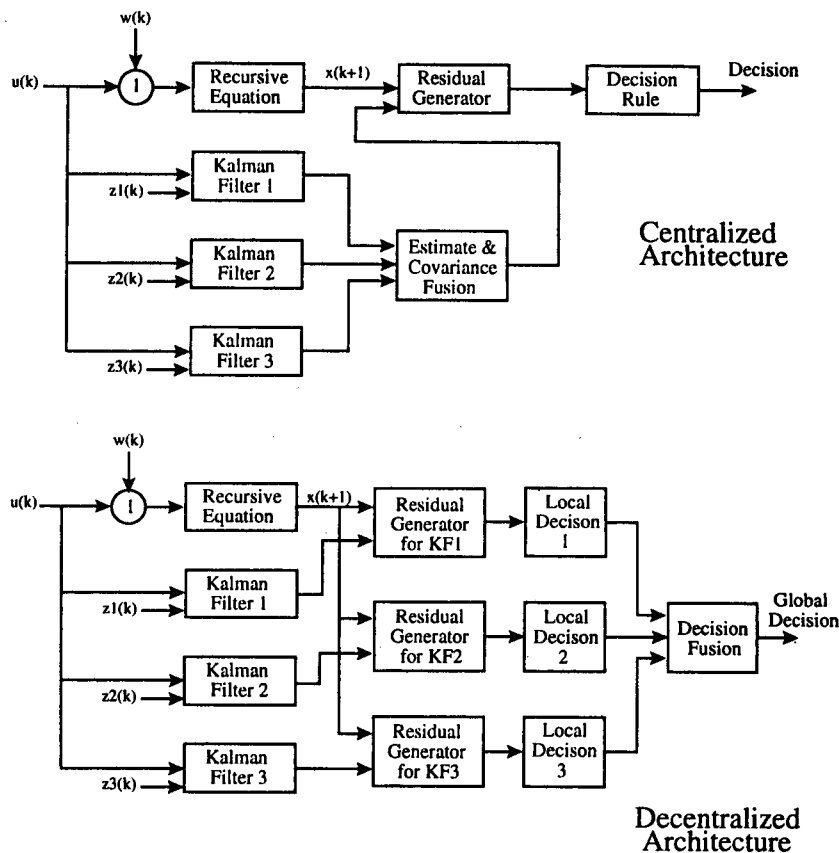 w(k)
u(k)
1
Recursive
Equation
x(k+1)
Residual
Generator
Decision
Rule
Decision
z1(k)
Kalman
Filter 1
z2(k)
Kalman
Filter 2
Estimate &
Covariance
Fusion
z3(k)
Kalman
Filter 3
Centralized
Architecture
w(k)
u(k)
1
Recursive
Equation
x(k+1)
Residual
Generator
for KF1
Local
Decison
1
z1(k)
Kalman
Filter 1
Residual
Generator
for KF2
Local
Decison
2
Decision
Fusion
Global
Decision
z2(k)
Kalman
Filter 2
z3(k)
Kalman
Filter 3
Residual
Generator
for KF3
Local
Decison
3
Decentralized
Architecture